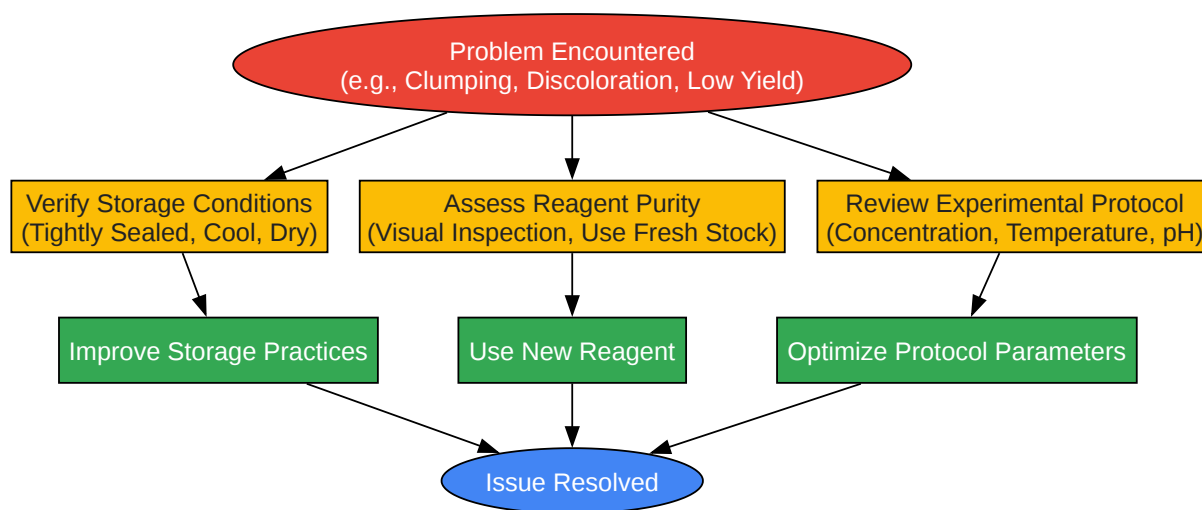 Problem Encountered
(e.g., Clumping, Discoloration, Low Yield)
Verify Storage Conditions
(Tightly Sealed, Cool, Dry)
Assess Reagent Purity
(Visual Inspection, Use Fresh Stock)
Review Experimental Protocol
(Concentration, Temperature, pH)
Improve Storage Practices
Use New Reagent
Optimize Protocol Parameters
Issue Resolved